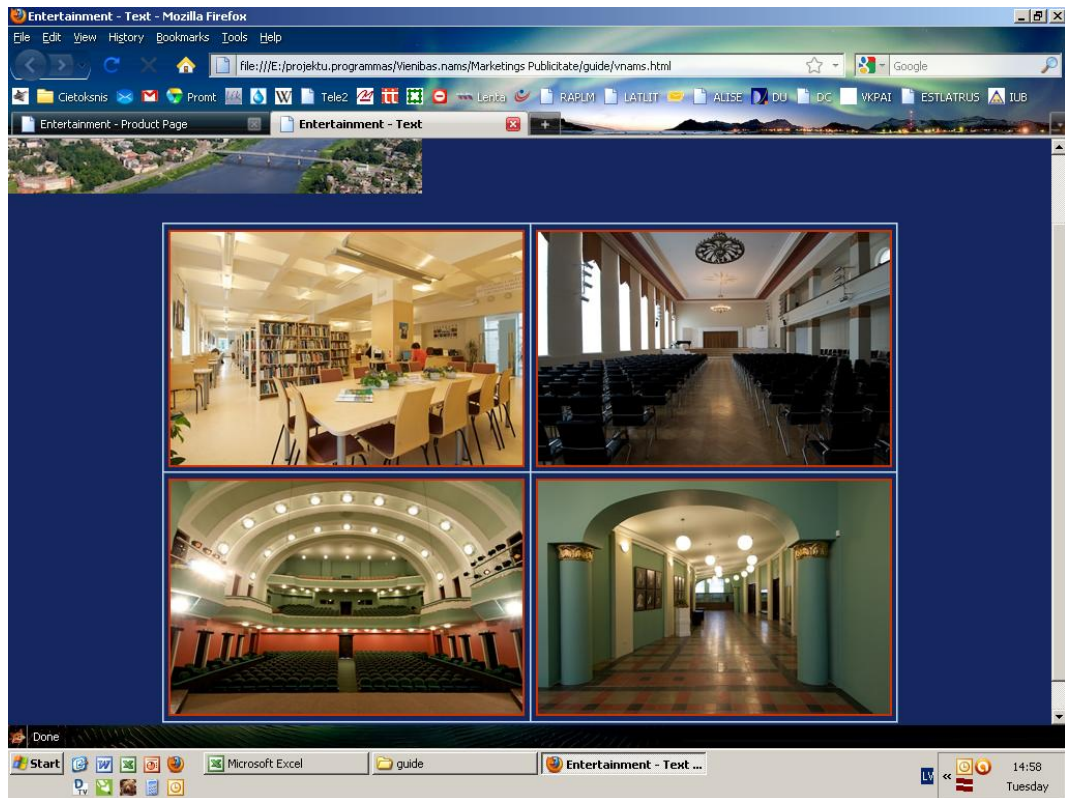 Entertainment - Text - Mozilla Firefox
File Edit View History Bookmarks Tools Help
file:///E:/projektu.programmas/Vienibas.nams/Marketings Publicitate/guide/vnams.html
Google
Cietoksnis Promt W Tele2 Lenta RAPLM LATLIT ALISE DU DC VKPAI ESTLATRUS IUB
Entertainment - Product Page Entertainment - Text
Done
Start Microsoft Excel guide Entertainment - Text ...
LV « 14:58
Tuesday